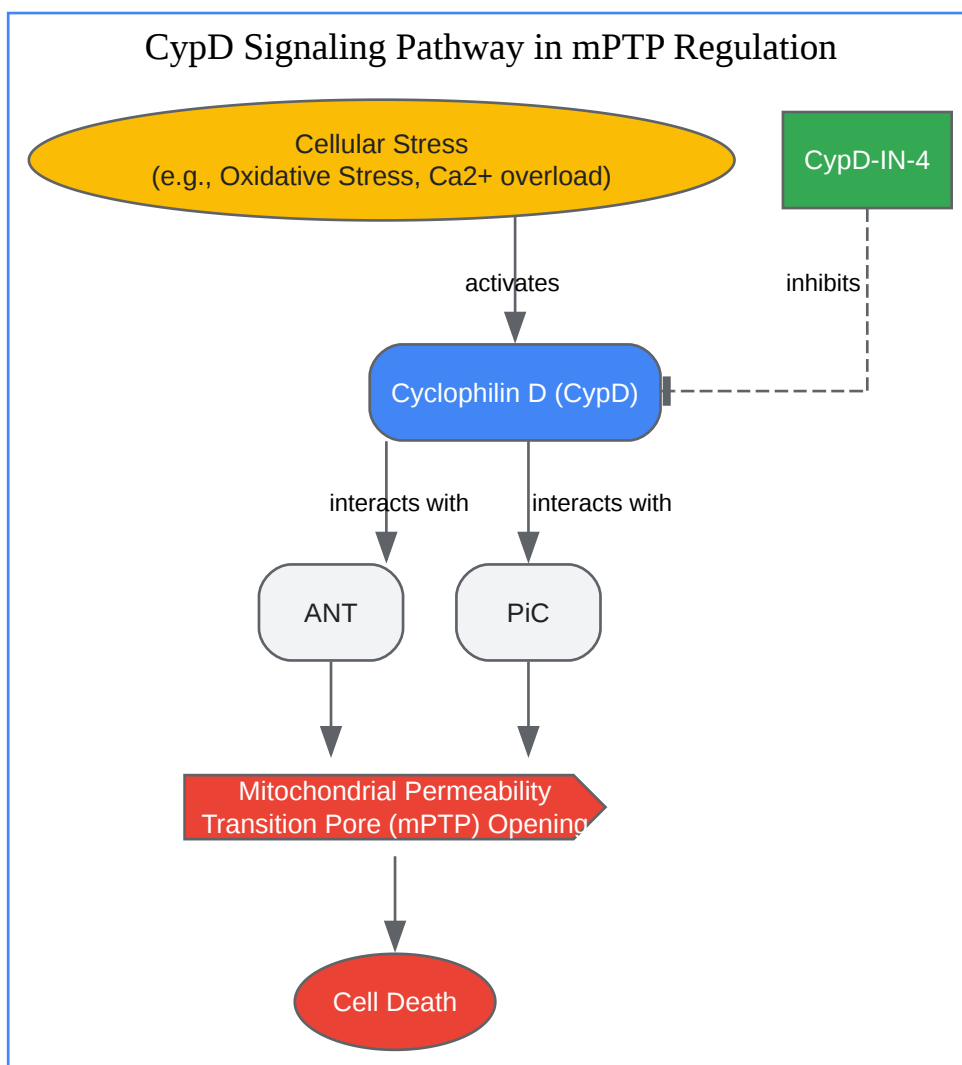 CypD Signaling Pathway in mPTP Regulation
Cellular Stress
(e.g., Oxidative Stress, Ca2+ overload)
CypD-IN-4
activates
inhibits
Cyclophilin D (CypD)
interacts with
interacts with
ANT
PiC
Mitochondrial Permeability
Transition Pore (mPTP) Opening
Cell Death